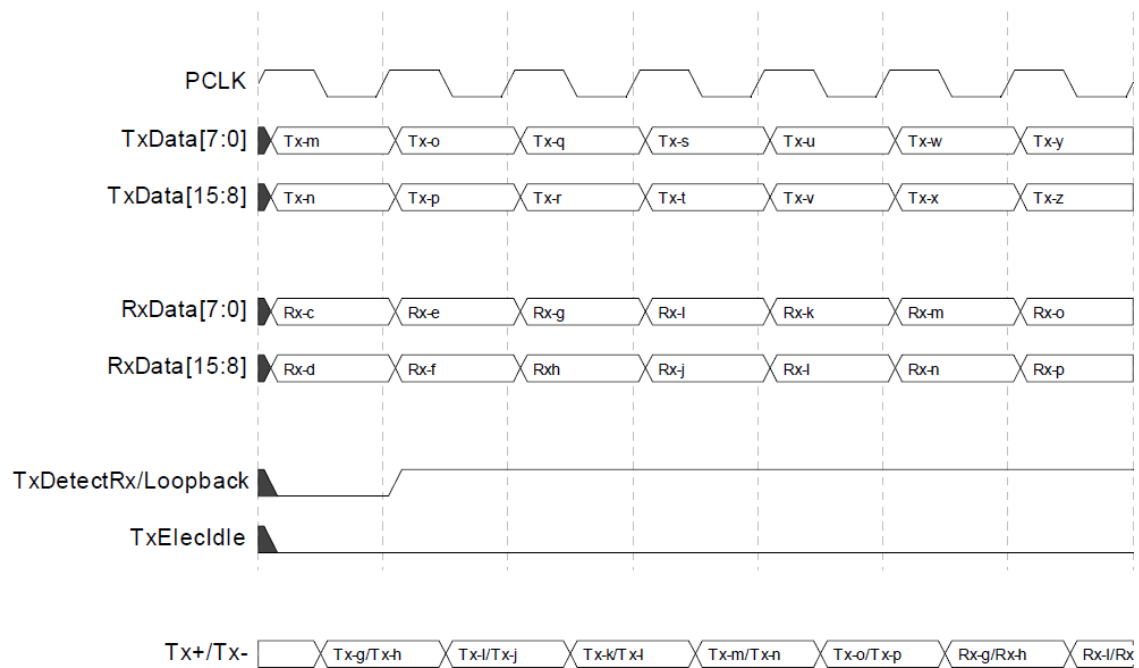 PCLK
TxData[7:0] Tx-m Tx-o Tx-q Tx-s Tx-u Tx-w Tx-y
TxData[15:8] Tx-n Tx-p Tx-r Tx-t Tx-v Tx-x Tx-z
RxData[7:0] Rx-c Rx-e Rx-g Rx-I Rx-k Rx-m Rx-o
RxData[15:8] Rx-d Rx-f Rxh Rx-j Rx-l Rx-n Rx-p
TxDetectRx/Loopback
TxElecIdle
Tx+/Tx- Tx-g/Tx-h Tx-I/Tx-j Tx-k/Tx-l Tx-m/Tx-n Tx-o/Tx-p Rx-g/Rx-h Rx-I/Rx